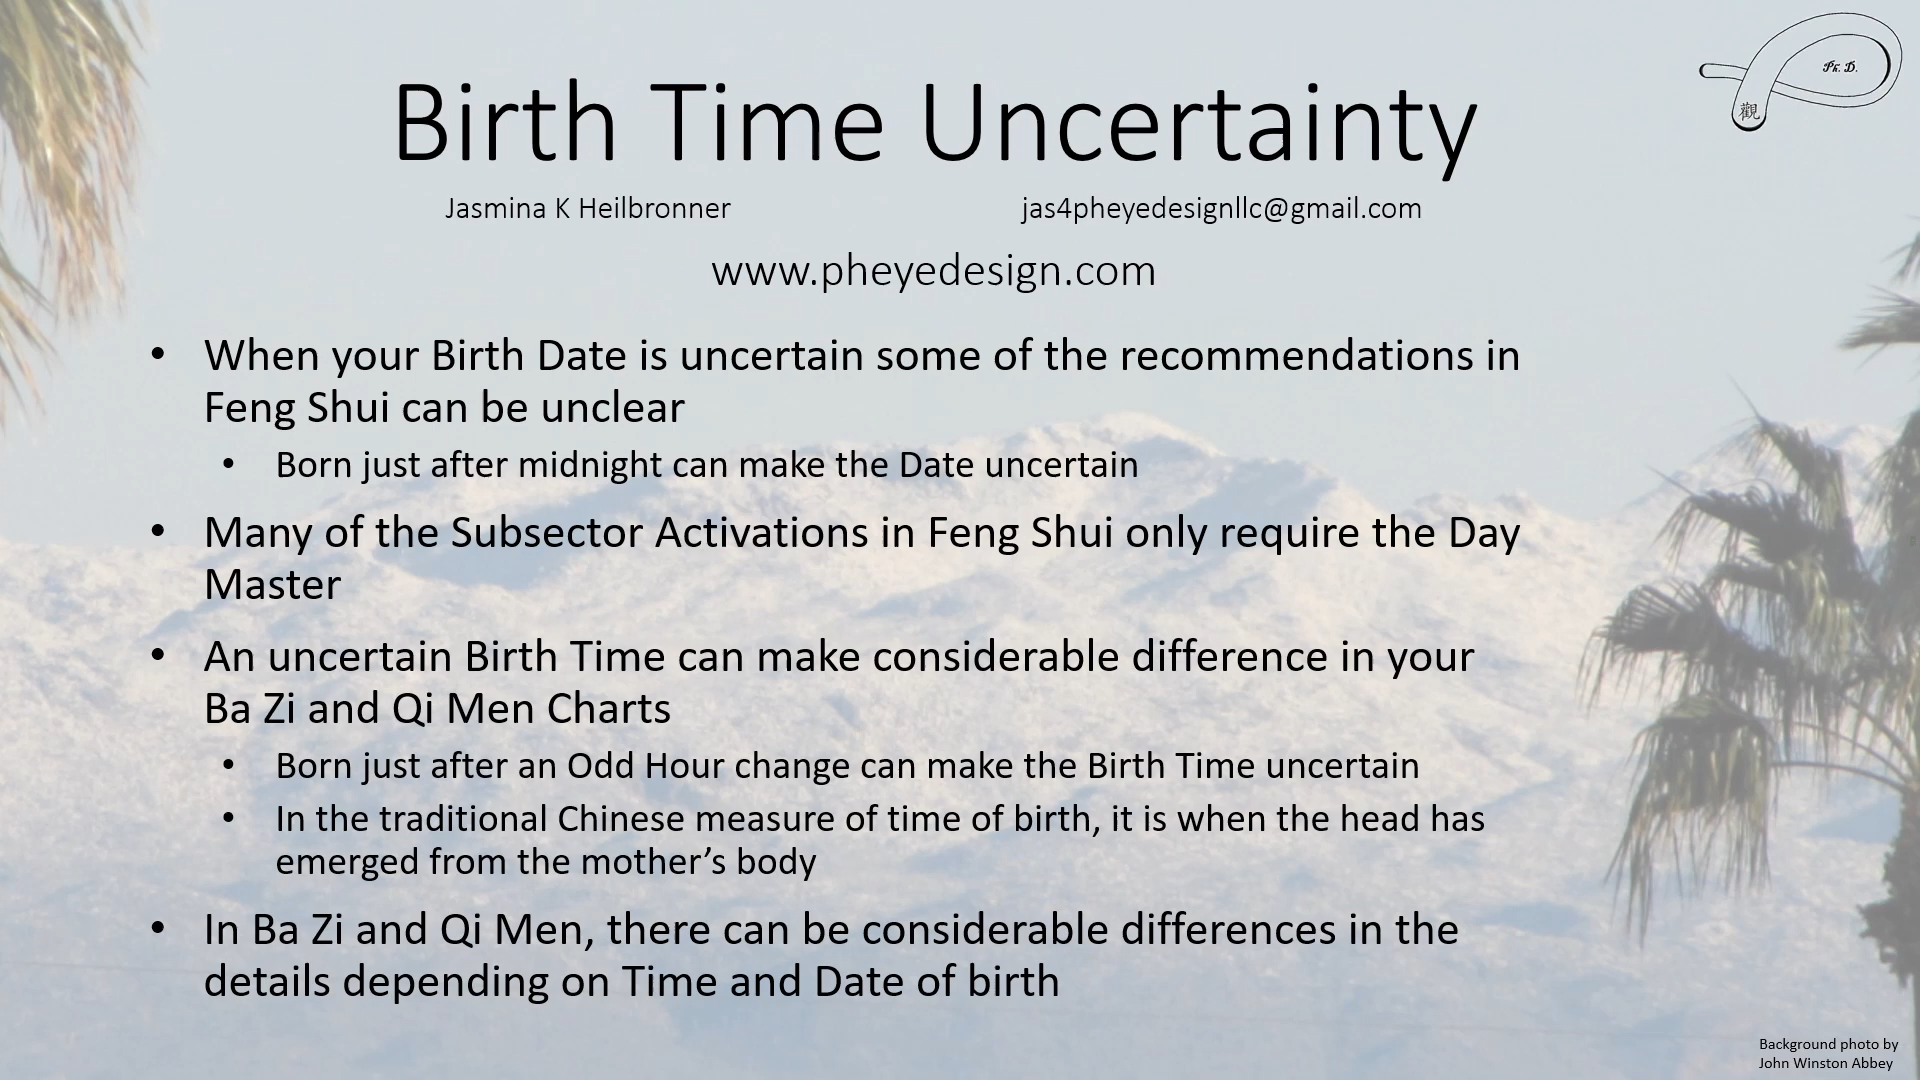 Ph. D.
觀
Birth Time Uncertainty
Jasmina K Heilbronner jas4pheyedesignllc@gmail.com
www.pheyedesign.com
• When your Birth Date is uncertain some of the recommendations in
Feng Shui can be unclear
• Born just after midnight can make the Date uncertain
• Many of the Subsector Activations in Feng Shui only require the Day
Master
• An uncertain Birth Time can make considerable difference in your
Ba Zi and Qi Men Charts
• Born just after an Odd Hour change can make the Birth Time uncertain
• In the traditional Chinese measure of time of birth, it is when the head has
emerged from the mother’s body
• In Ba Zi and Qi Men, there can be considerable differences in the
details depending on Time and Date of birth
Background photo by
John Winston Abbey